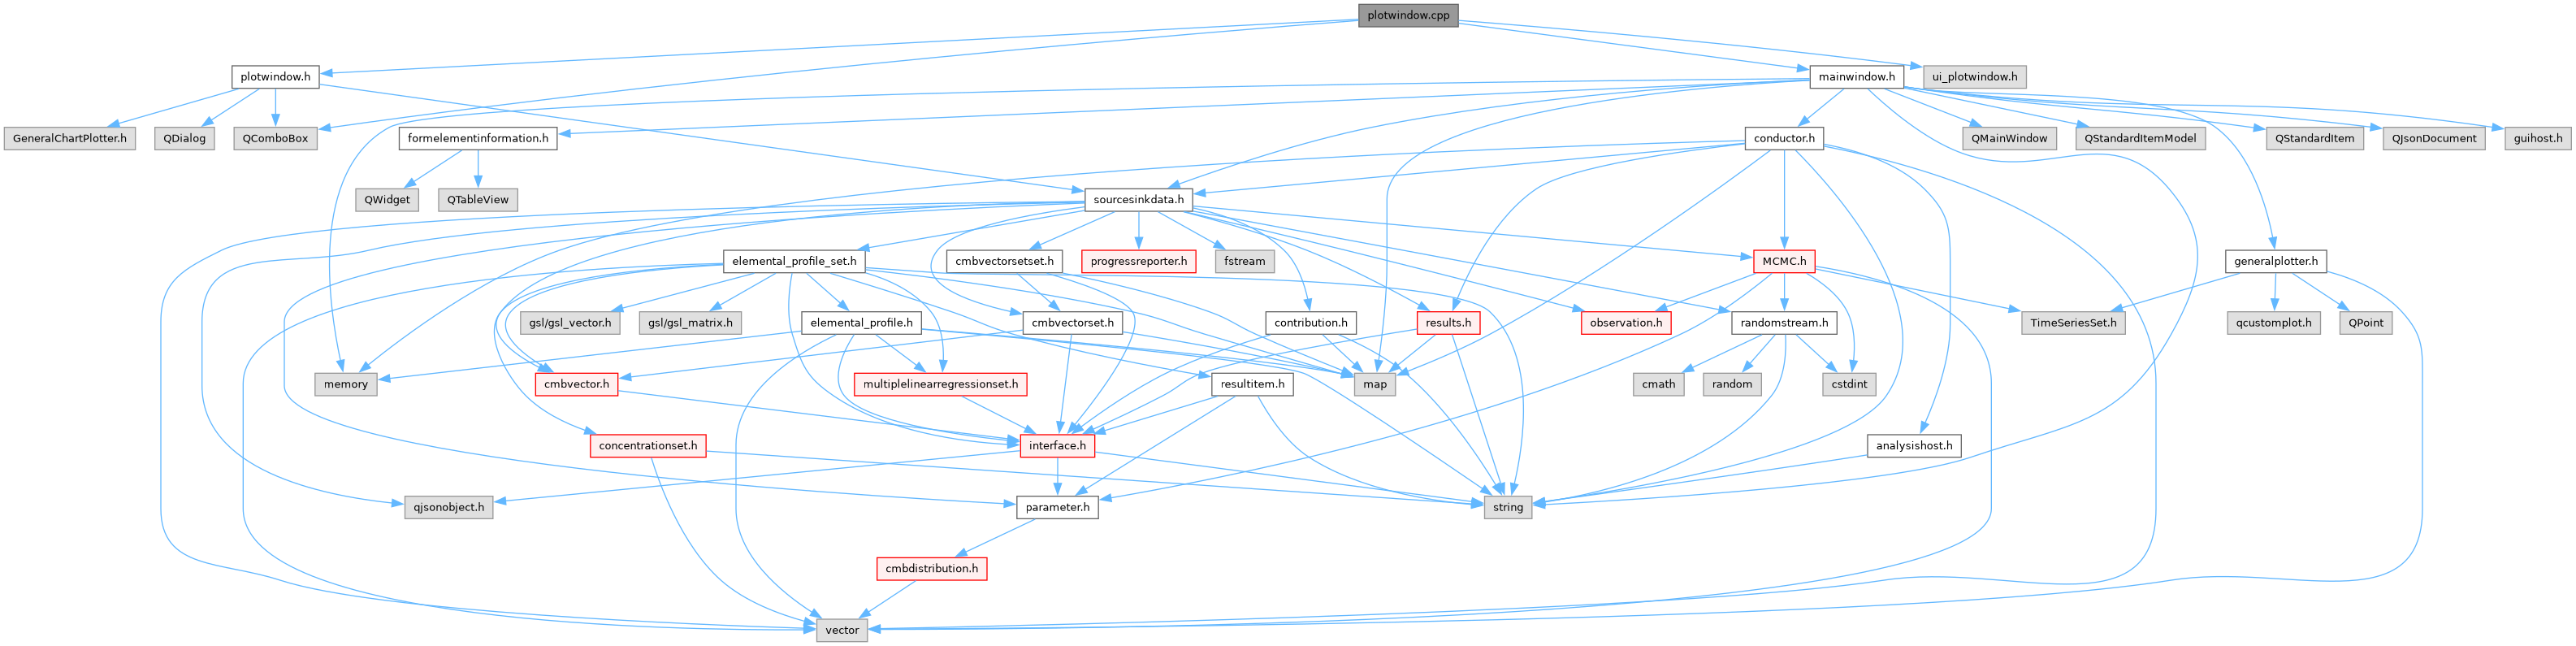 plotwindow.cpp
plotwindow.h
mainwindow.h
ui_plotwindow.h
GeneralChartPlotter.h
QDialog
QComboBox
formelementinformation.h
conductor.h
QMainWindow
QStandardItemModel
QStandardItem
QJsonDocument
guihost.h
QWidget
QTableView
sourcesinkdata.h
elemental_profile_set.h
cmbvectorsetset.h
progressreporter.h
fstream
MCMC.h
generalplotter.h
gsl/gsl_vector.h
gsl/gsl_matrix.h
elemental_profile.h
cmbvectorset.h
contribution.h
results.h
observation.h
randomstream.h
TimeSeriesSet.h
qcustomplot.h
QPoint
memory
cmbvector.h
multiplelinearregressionset.h
resultitem.h
map
cmath
random
cstdint
concentrationset.h
interface.h
analysishost.h
qjsonobject.h
parameter.h
string
cmbdistribution.h
vector